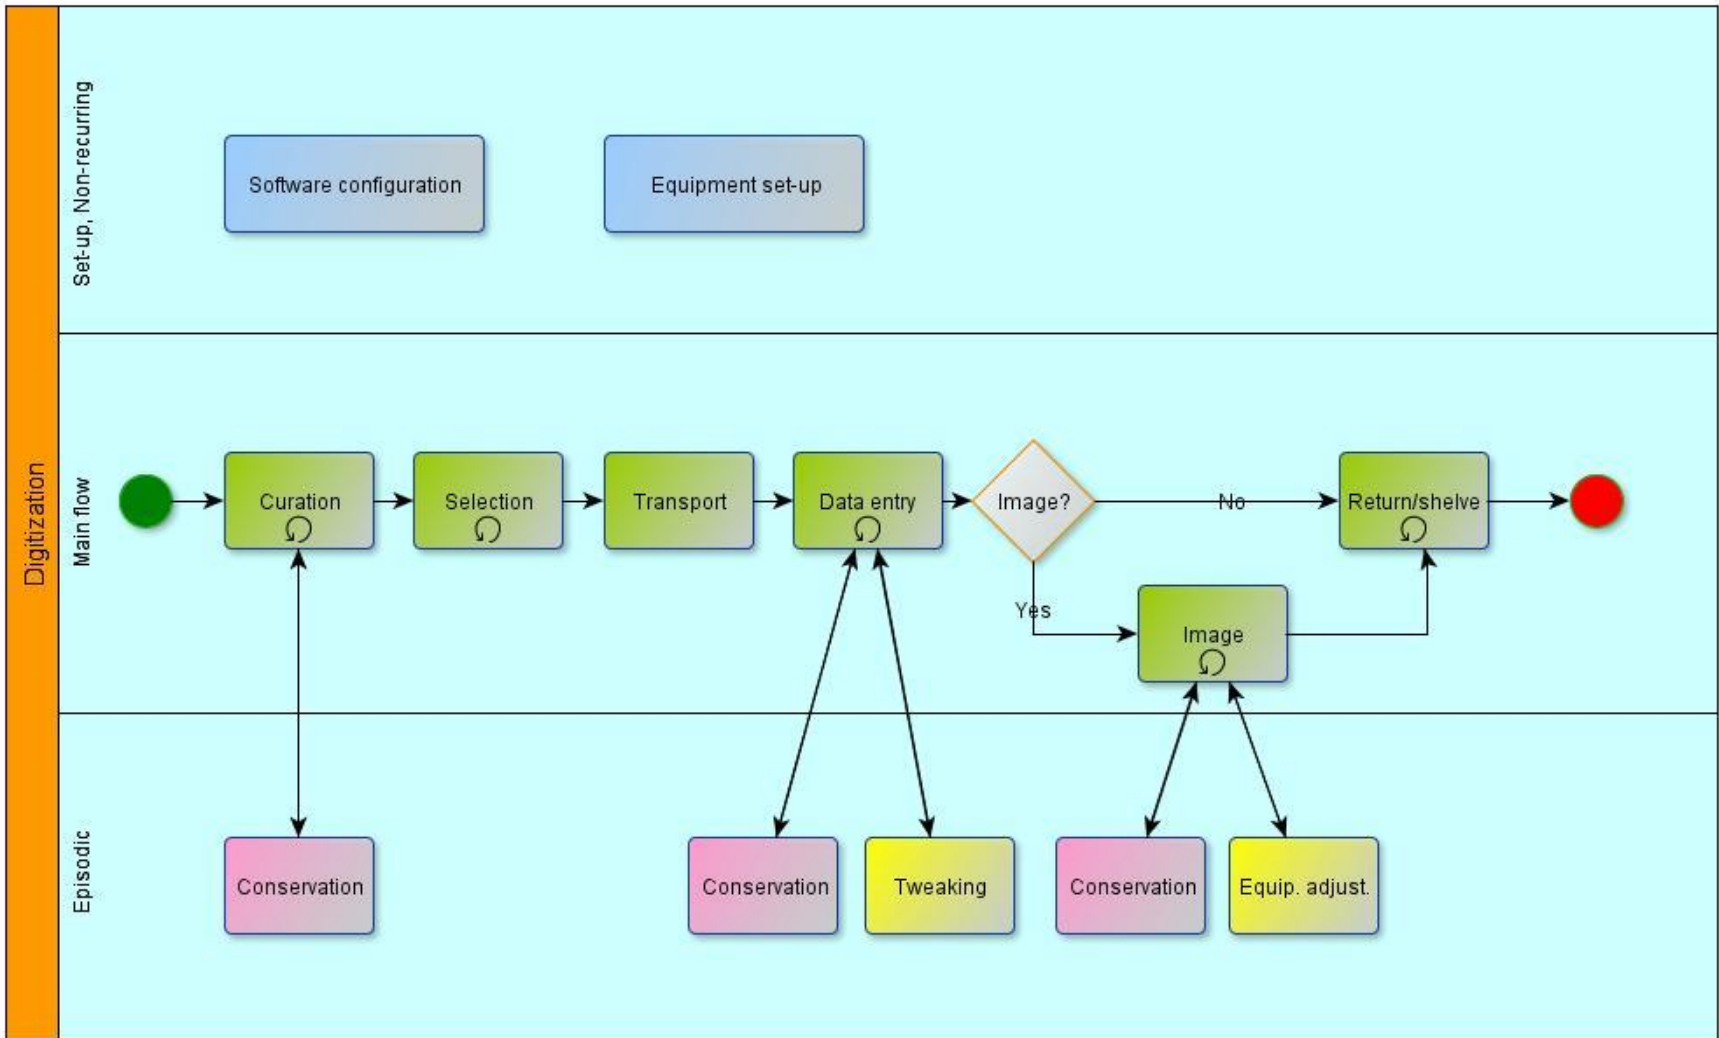 Digitization
Set-up, Non-recurring
Software configuration
Equipment set-up
Main flow
Curation
Selection
Transport
Data entry
Image?
No
Return/shelve
Yes
Image
Episodic
Conservation
Conservation
Tweaking
Conservation
Equip. adjust.